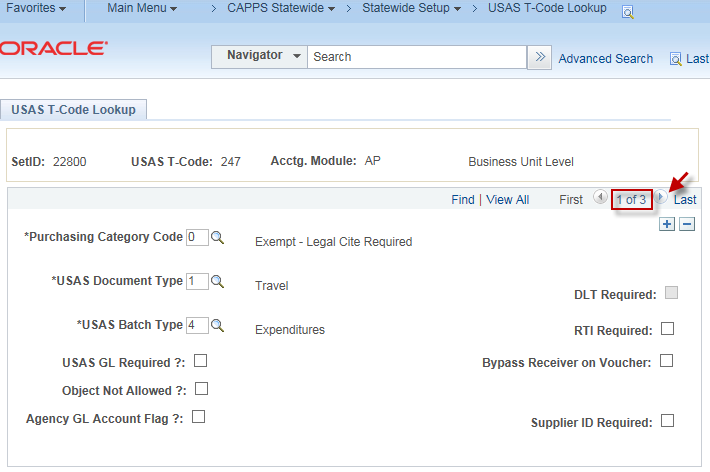 Favorites Main Menu > CAPPS Statewide > Statewide Setup > USAS T-Code Lookup
ORACLE
Navigator Search Advanced Search Last
USAS T-Code Lookup
SetID: 22800 USAS T-Code: 247 Acctg. Module: AP Business Unit Level
Find | View All First 1 of 3 Last
*Purchasing Category Code 0 Exempt - Legal Cite Required
*USAS Document Type 1 Travel
DLT Required:
*USAS Batch Type 4 Expenditures
RTI Required:
USAS GL Required ?: Bypass Receiver on Voucher:
Object Not Allowed ?:
Agency GL Account Flag ?: Supplier ID Required: